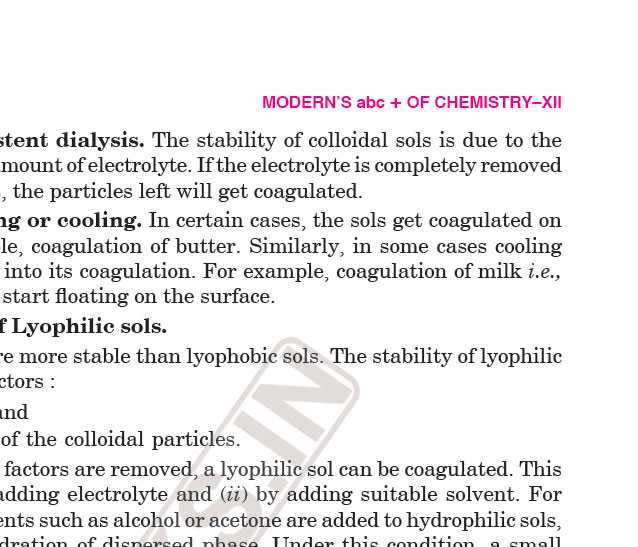 MODERN'S abc + OF CHEMISTRY–XII
stent dialysis. The stability of colloidal sols is due to the
mount of electrolyte. If the electrolyte is completely removed
, the particles left will get coagulated.
ng or cooling. In certain cases, the sols get coagulated on
le, coagulation of butter. Similarly, in some cases cooling
into its coagulation. For example, coagulation of milk i.e.,
start floating on the surface.
f Lyophilic sols.
re more stable than lyophobic sols. The stability of lyophilic
ctors :
and
of the colloidal particles.
factors are removed, a lyophilic sol can be coagulated. This
adding electrolyte and (ii) by adding suitable solvent. For
ents such as alcohol or acetone are added to hydrophilic sols,
dration of dispersed phase. Under this condition, a small
S.IN